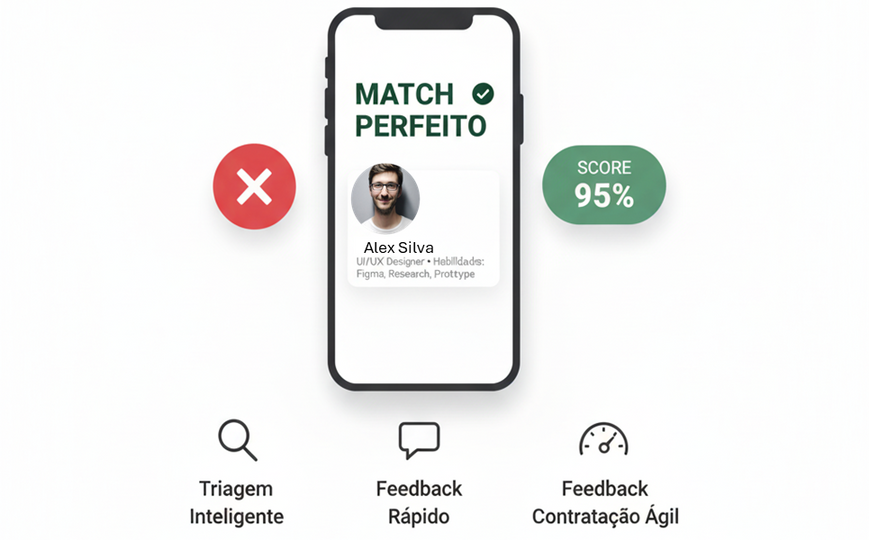 MATCH
PERFEITO
SCORE
95%
Alex Silva
UI/UX Designer • Habilldads:
Figma, Research, Prottype
Triagem
Inteligente
Feedback
Rápido
Feedback
Contratação Ágil